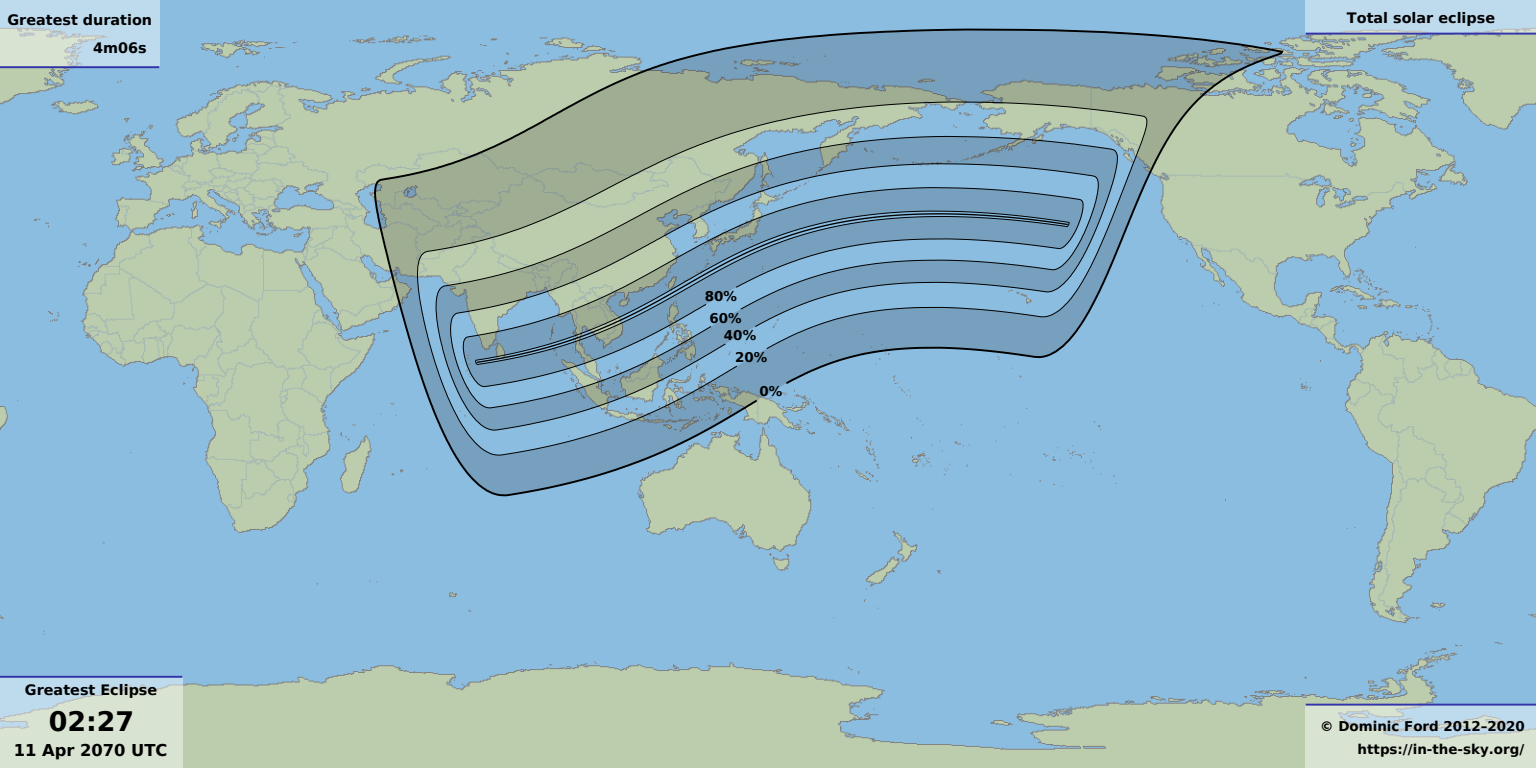 Greatest duration
4m06s
Total solar eclipse
80%
60%
40%
20%
0%
Greatest Eclipse
02:27
11 Apr 2070 UTC
© Dominic Ford 2012–2020
https://in-the-sky.org/